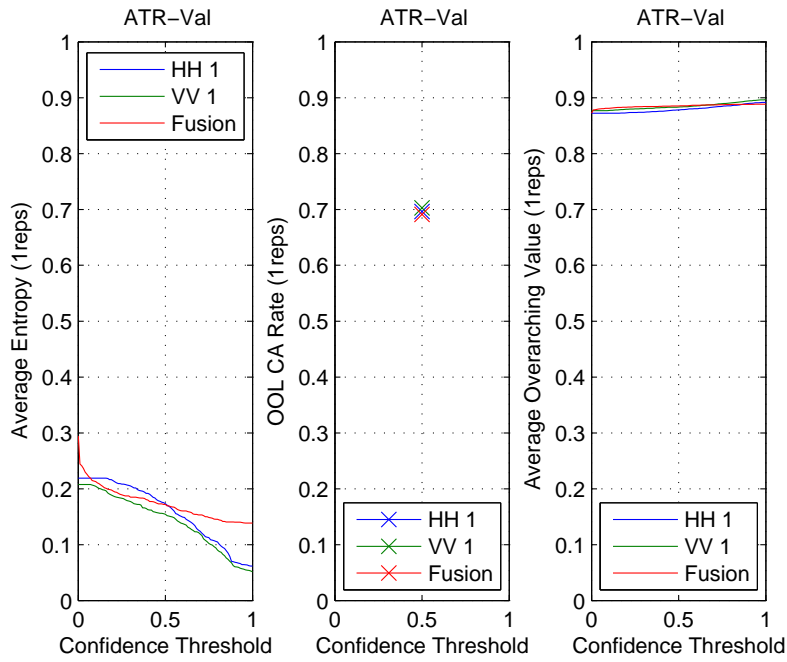 ATR−Val
Average Entropy (1reps)
1
0.9
0.8
0.7
0.6
0.5
0.4
0.3
0.2
0.1
0
HH 1
VV 1
Fusion
0 0.5 1
Confidence Threshold
ATR−Val
OOL CA Rate (1reps)
1
0.9
0.8
0.7
0.6
0.5
0.4
0.3
0.2
0.1
0
HH 1
VV 1
Fusion
0 0.5 1
Confidence Threshold
ATR−Val
Average Overarching Value (1reps)
1
0.9
0.8
0.7
0.6
0.5
0.4
0.3
0.2
0.1
0
HH 1
VV 1
Fusion
0 0.5 1
Confidence Threshold